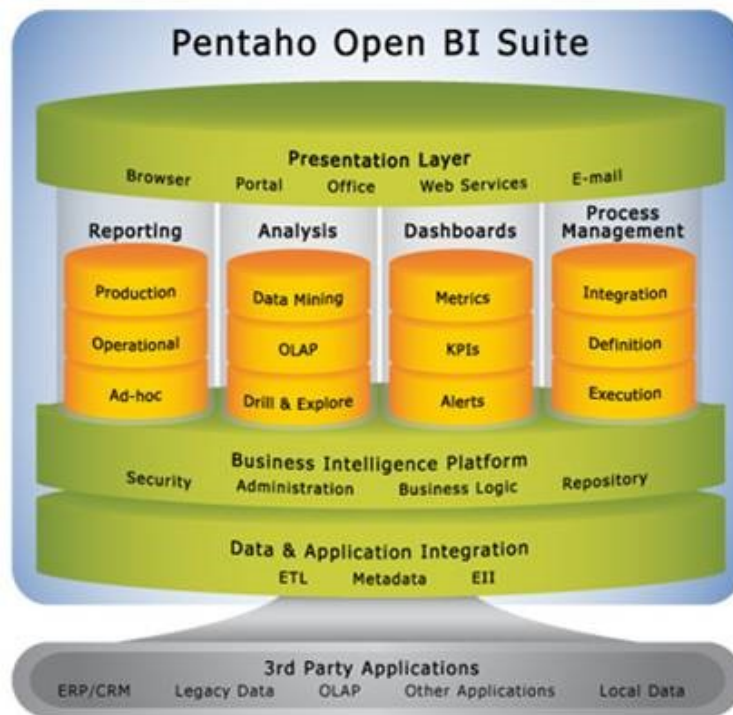 Pentaho Open BI Suite
Presentation Layer
Browser Portal Office Web Services E-mail
Reporting Analysis Dashboards Process Management
Production Data Mining Metrics Integration
Operational OLAP KPIs Definition
Ad-hoc Drill & Explore Alerts Execution
Business Intelligence Platform
Security Administration Business Logic Repository
Data & Application Integration
ETL Metadata EII
3rd Party Applications
ERP/CRM Legacy Data OLAP Other Applications Local Data